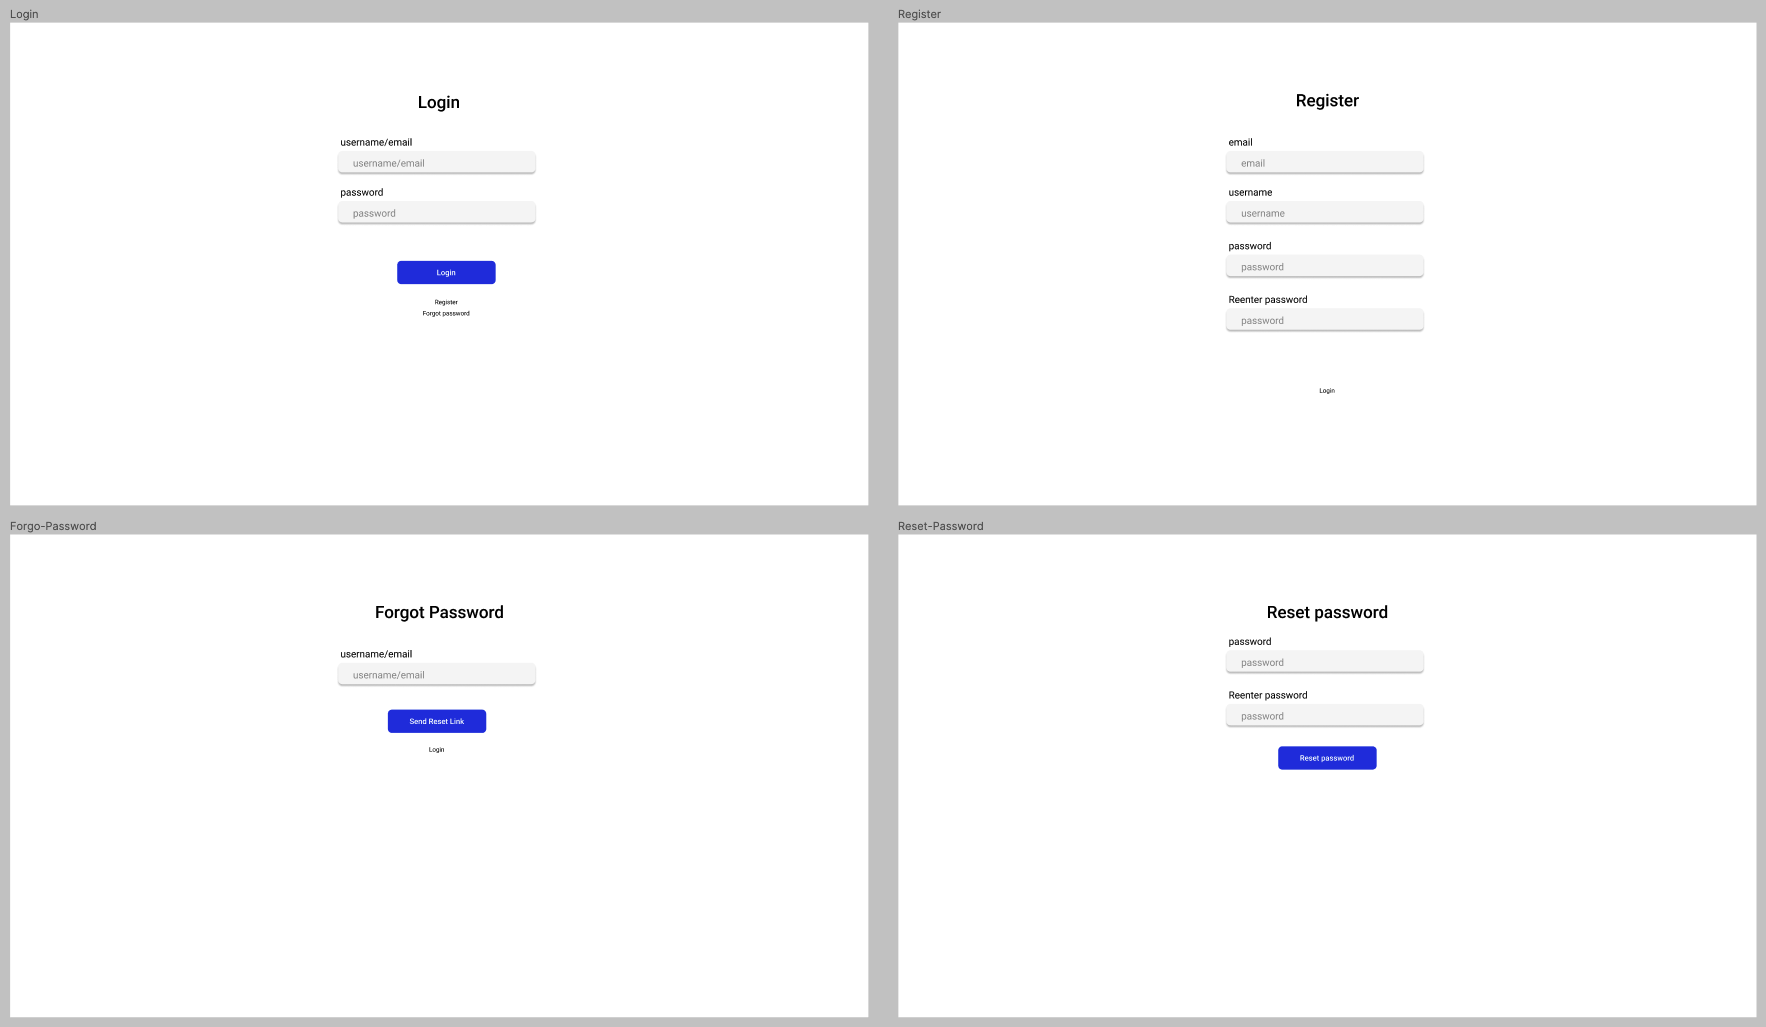 Login
Login
username/email
username/email
password
password
Login
Register
Forgot password
Register
Register
email
email
username
username
password
password
Reenter password
password
Login
Forgo-Password
Forgot Password
username/email
username/email
Send Reset Link
Login
Reset-Password
Reset password
password
password
Reenter password
password
Reset password